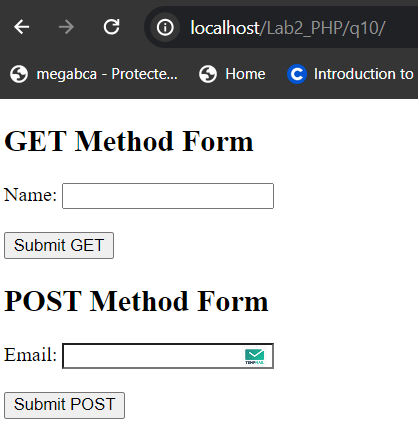 localhost/Lab2_PHP/q10/
megabca - Protecte... Home Introduction to
GET Method Form
Name:
Submit GET
POST Method Form
Email: TEMPMAIL
Submit POST